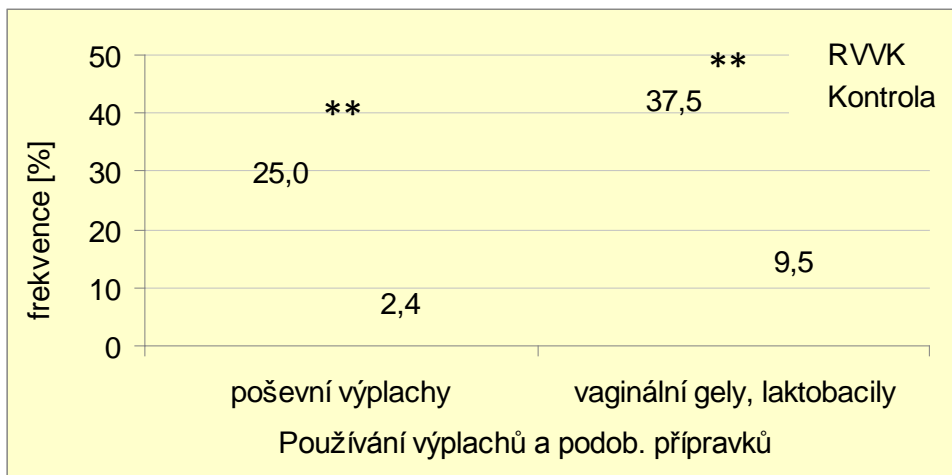 50
40
30
20
10
0
frekvence [%]
**
**
25,0
2,4
37,5
9,5
RVVK
Kontrola
poševní výplachy
vaginální gely, laktobacily
Používání výplachů a podob. přípravků